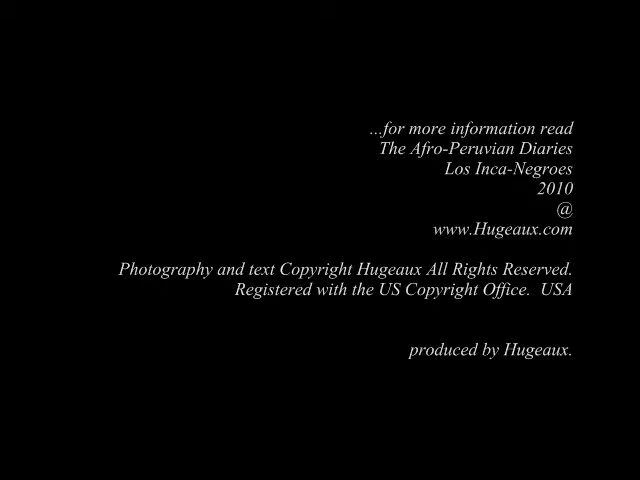 ...for more information read
The Afro-Peruvian Diaries
Los Inca-Negroes
2010
@
www.Hugeaux.com
Photography and text Copyright Hugeaux All Rights Reserved.
Registered with the US Copyright Office.  USA
produced by Hugeaux.